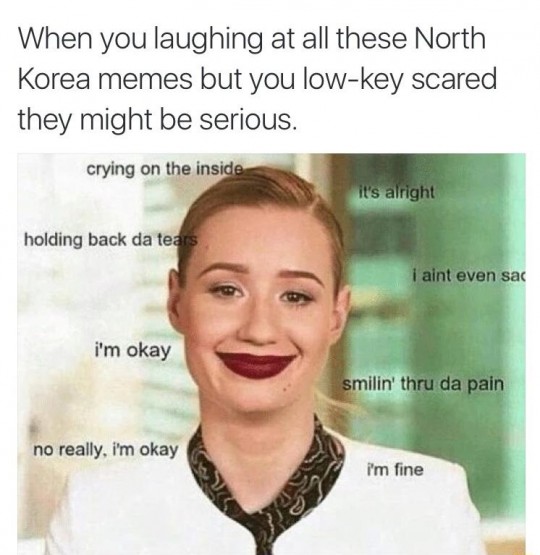 When you laughing at all these North
Korea memes but you low-key scared
they might be serious.
crying on the inside
it's alright
holding back da tears
i aint even sad
i'm okay
smilin' thru da pain
no really, i'm okay
i'm fine